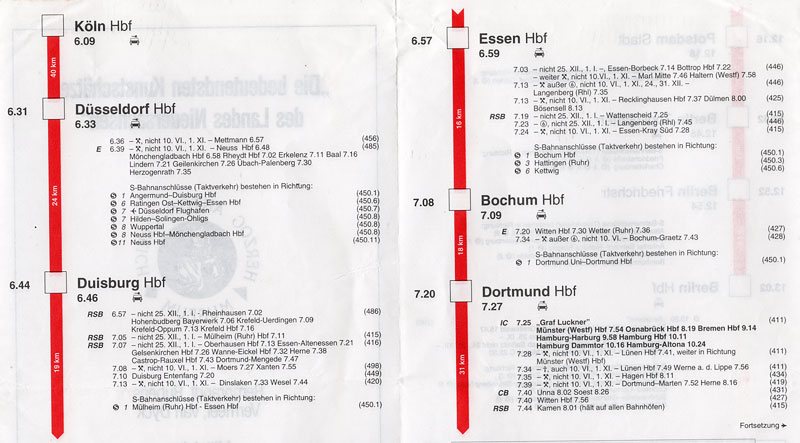 Köln Hbf
6.09
40 km
6.31
Düsseldorf Hbf
6.33
6.36 – ⚒, nicht 10. VI., 1. XI. – Mettmann 6.57 (456)
E 6.39 – ⚒, nicht 10. VI., 1. XI. – Neuss Hbf 6.48 (485)
Mönchengladbach Hbf 6.58 Rheydt Hbf 7.02 Erkelenz 7.11 Baal 7.16
Lindern 7.21 Geilenkirchen 7.26 Übach-Palenberg 7.30
Herzogenrath 7.35
S-Bahnanschlüsse (Taktverkehr) bestehen in Richtung:
1 Angermund–Duisburg Hbf (450.1)
6 Ratingen Ost–Kettwig–Essen Hbf (450.6)
7 ✈ Düsseldorf Flughafen (450.7)
7 Hilden–Solingen-Ohligs (450.7)
8 Wuppertal (450.8)
8 Neuss Hbf–Mönchengladbach Hbf (450.8)
11 Neuss Hbf (450.11)
24 km
6.44
Duisburg Hbf
6.46
RSB 6.57 – nicht 25. XII., 1. I. - Rheinhausen 7.02 (486)
Hohenbudberg Bayerwerk 7.06 Krefeld-Uerdingen 7.09
Krefeld-Oppum 7.13 Krefeld Hbf 7.16
RSB 7.05 – nicht 25. XII., 1. I. – Mülheim (Ruhr) Hbf 7.11 (415)
RSB 7.07 – nicht 25. XII., 1. I. – Oberhausen Hbf 7.13 Essen-Altenessen 7.21 (416)
Gelsenkirchen Hbf 7.26 Wanne-Eickel Hbf 7.32 Herne 7.38
Castrop-Rauxel Hbf 7.43 Dortmund-Mengede 7.47
7.08 – ⚒, nicht 10. VI., 1. XI. – Moers 7.27 Xanten 7.55 (498)
7.10 Duisburg Entenfang 7.20 (449)
7.13 – ⚒, nicht 10. VI., 1. XI. – Dinslaken 7.33 Wesel 7.44 (420)
S-Bahnanschlüsse (Taktverkehr) bestehen in Richtung:
1 Mülheim (Ruhr) Hbf - Essen Hbf (450.1)
19 km
6.57
Essen Hbf
6.59
7.03 – nicht 25. XII., 1. I. –, Essen-Borbeck 7.14 Bottrop Hbf 7.22 (446)
– weiter ⚒, nicht 10.VI., 1. XI. – Marl Mitte 7.46 Haltern (Westf) 7.58
7.13 – ⚒ außer ⑥, nicht 10. VI., 1. XI., 24., 31. XII. – (446)
Langenberg (Rhl) 7.35
7.13 – ⚒, nicht 10. VI., 1. XI. – Recklinghausen Hbf 7.37 Dülmen 8.00 (425)
Bösensell 8.13
RSB 7.19 – nicht 25. XII., 1. I. – Wattenscheid 7.25 (415)
7.23 – ⑥, nicht 25. XII., 1. I. – Langenberg (Rhl) 7.45 (446)
7.24 – ⚒, nicht 10. VI., 1. XI. – Essen-Kray Süd 7.28 (415)
S-Bahnanschlüsse (Taktverkehr) bestehen in Richtung:
1 Bochum Hbf (450.1)
3 Hattingen (Ruhr) (450.3)
6 Kettwig (450.6)
16 km
7.08
Bochum Hbf
7.09
E 7.20 Witten Hbf 7.30 Wetter (Ruhr) 7.36 (427)
7.34 – ⚒ außer ⑥, nicht 10. VI. – Bochum-Graetz 7.43 (428)
S-Bahnanschlüsse (Taktverkehr) bestehen in Richtung:
1 Dortmund Uni–Dortmund Hbf (450.1)
18 km
7.20
Dortmund Hbf
7.27
IC 7.25 „Graf Luckner” (411)
Münster (Westf) Hbf 7.54 Osnabrück Hbf 8.19 Bremen Hbf 9.14
Hamburg-Harburg 9.58 Hamburg Hbf 10.11
Hamburg Dammtor 10.16 Hamburg-Altona 10.24
7.28 – ⚒, nicht 10. VI., 1. XI. – Lünen Hbf 7.41, weiter in Richtung (411)
Münster (Westf) Hbf
7.34 – ‡, auch 10. VI., 1. XI. – Lünen Hbf 7.49 Werne a. d. Lippe 7.56 (411)
7.35 – ⚒, nicht 10. VI., 1. XI. – Hagen Hbf 8.11 (434)
7.39 – ⚒, nicht 10. VI., 1. XI. – Dortmund–Marten 7.52 Herne 8.16 (419)
CB 7.40 Unna 8.02 Soest 8.26 (431)
7.40 Witten Hbf 7.56 (427)
RSB 7.44 Kamen 8.01 (hält auf allen Bahnhöfen) (415)
31 km
Fortsetzung